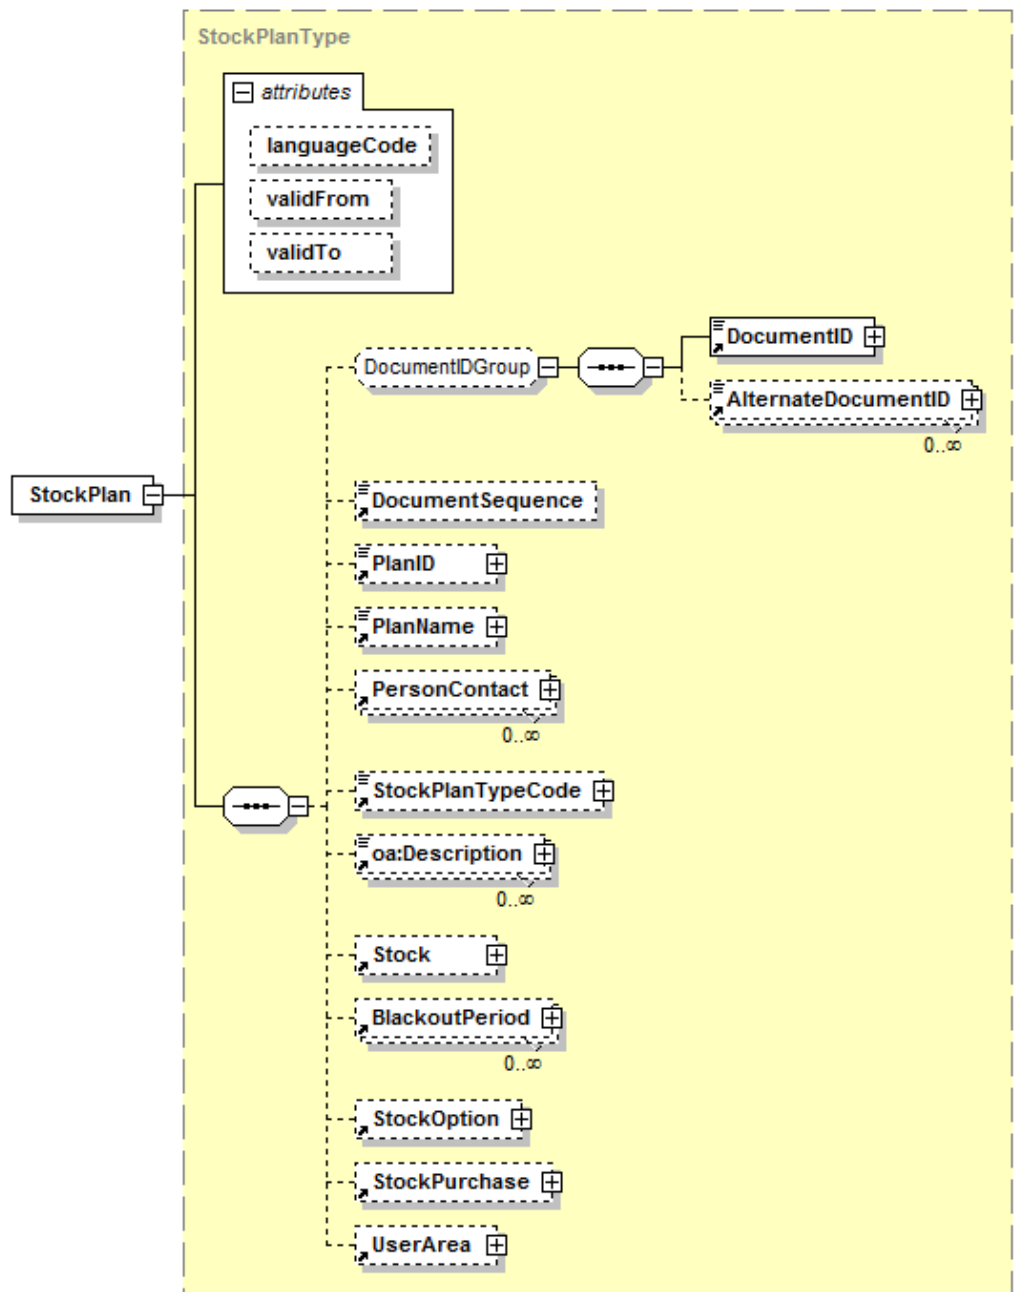 StockPlanType
attributes
languageCode
validFrom
validTo
DocumentIDGroup
DocumentID
AlternateDocumentID
0..∞
StockPlan
DocumentSequence
PlanID
PlanName
PersonContact
0..∞
StockPlanTypeCode
oa:Description
0..∞
Stock
BlackoutPeriod
0..∞
StockOption
StockPurchase
UserArea